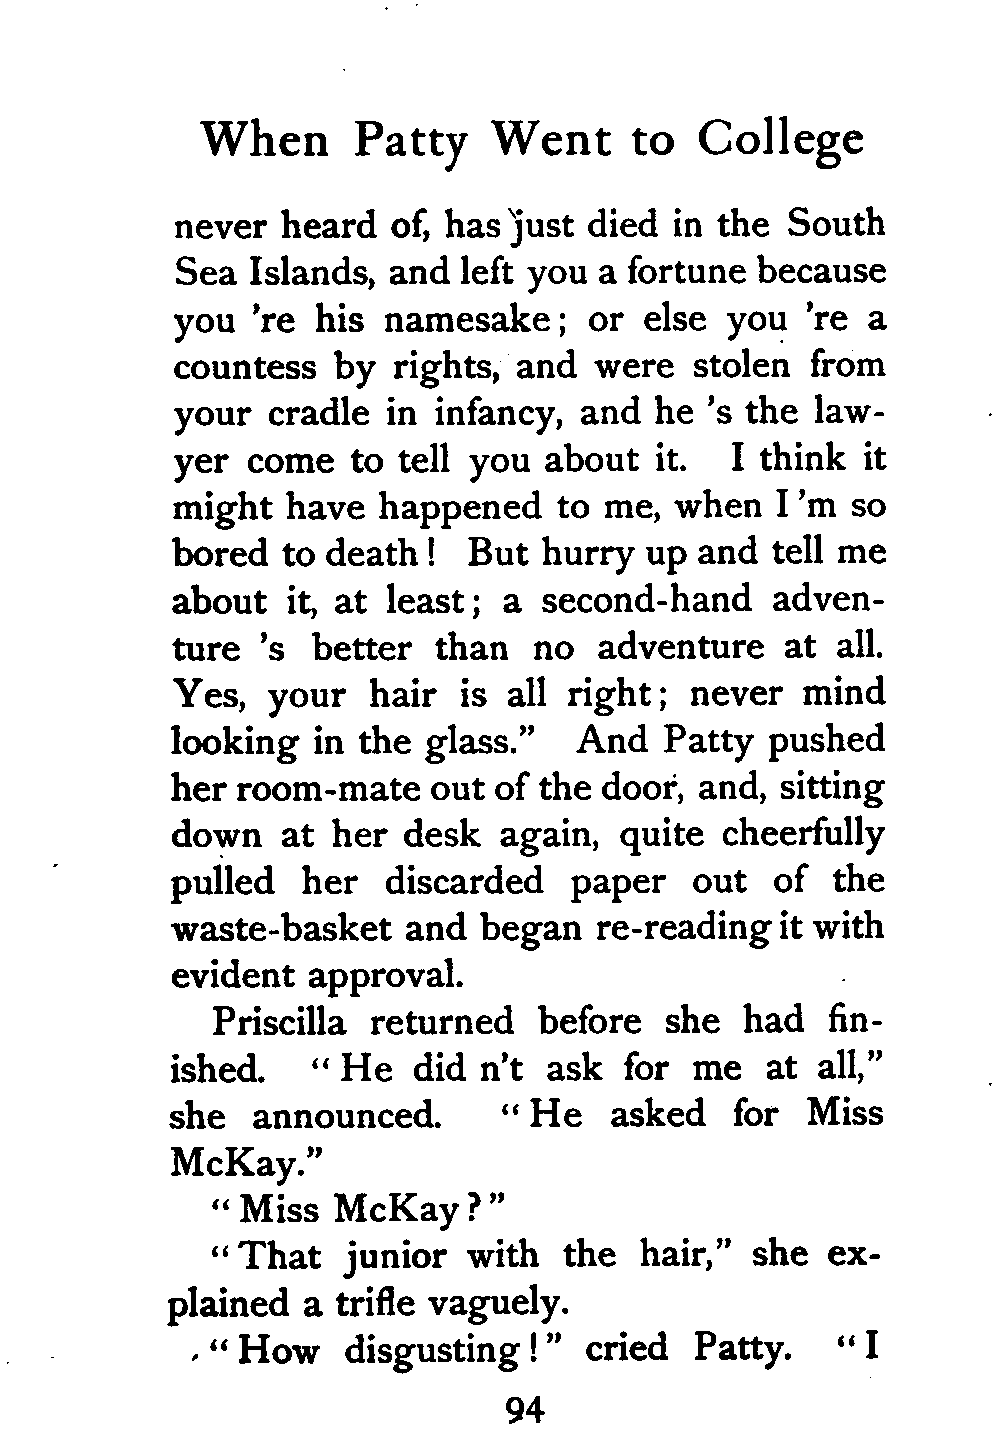 When Patty Went to College
never heard of, has just died in the South
Sea Islands, and left you a fortune because
you 're his namesake; or else you 're a
countess by rights, and were stolen from
your cradle in infancy, and he 's the law-
yer come to tell you about it. I think it
might have happened to me, when I 'm so
bored to death! But hurry up and tell me
about it, at least; a second-hand adven-
ture 's better than no adventure at all.
Yes, your hair is all right; never mind
looking in the glass." And Patty pushed
her room-mate out of the door, and, sitting
down at her desk again, quite cheerfully
pulled her discarded paper out of the
waste-basket and began re-reading it with
evident approval.
Priscilla returned before she had fin-
ished. "He did n't ask for me at all,"
she announced. "He asked for Miss
McKay."
"Miss McKay?"
"That junior with the hair," she ex-
plained a trifle vaguely.
"How disgusting!" cried Patty. "I
94